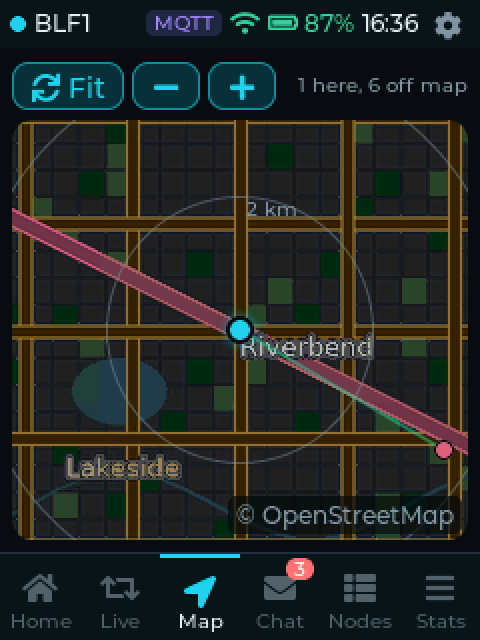 BLF1 MQTT 87% 16:36
Fit − + 1 here, 6 off map
2 km
Riverbend
Lakeside
© OpenStreetMap
3
Home Live Map Chat Nodes Stats